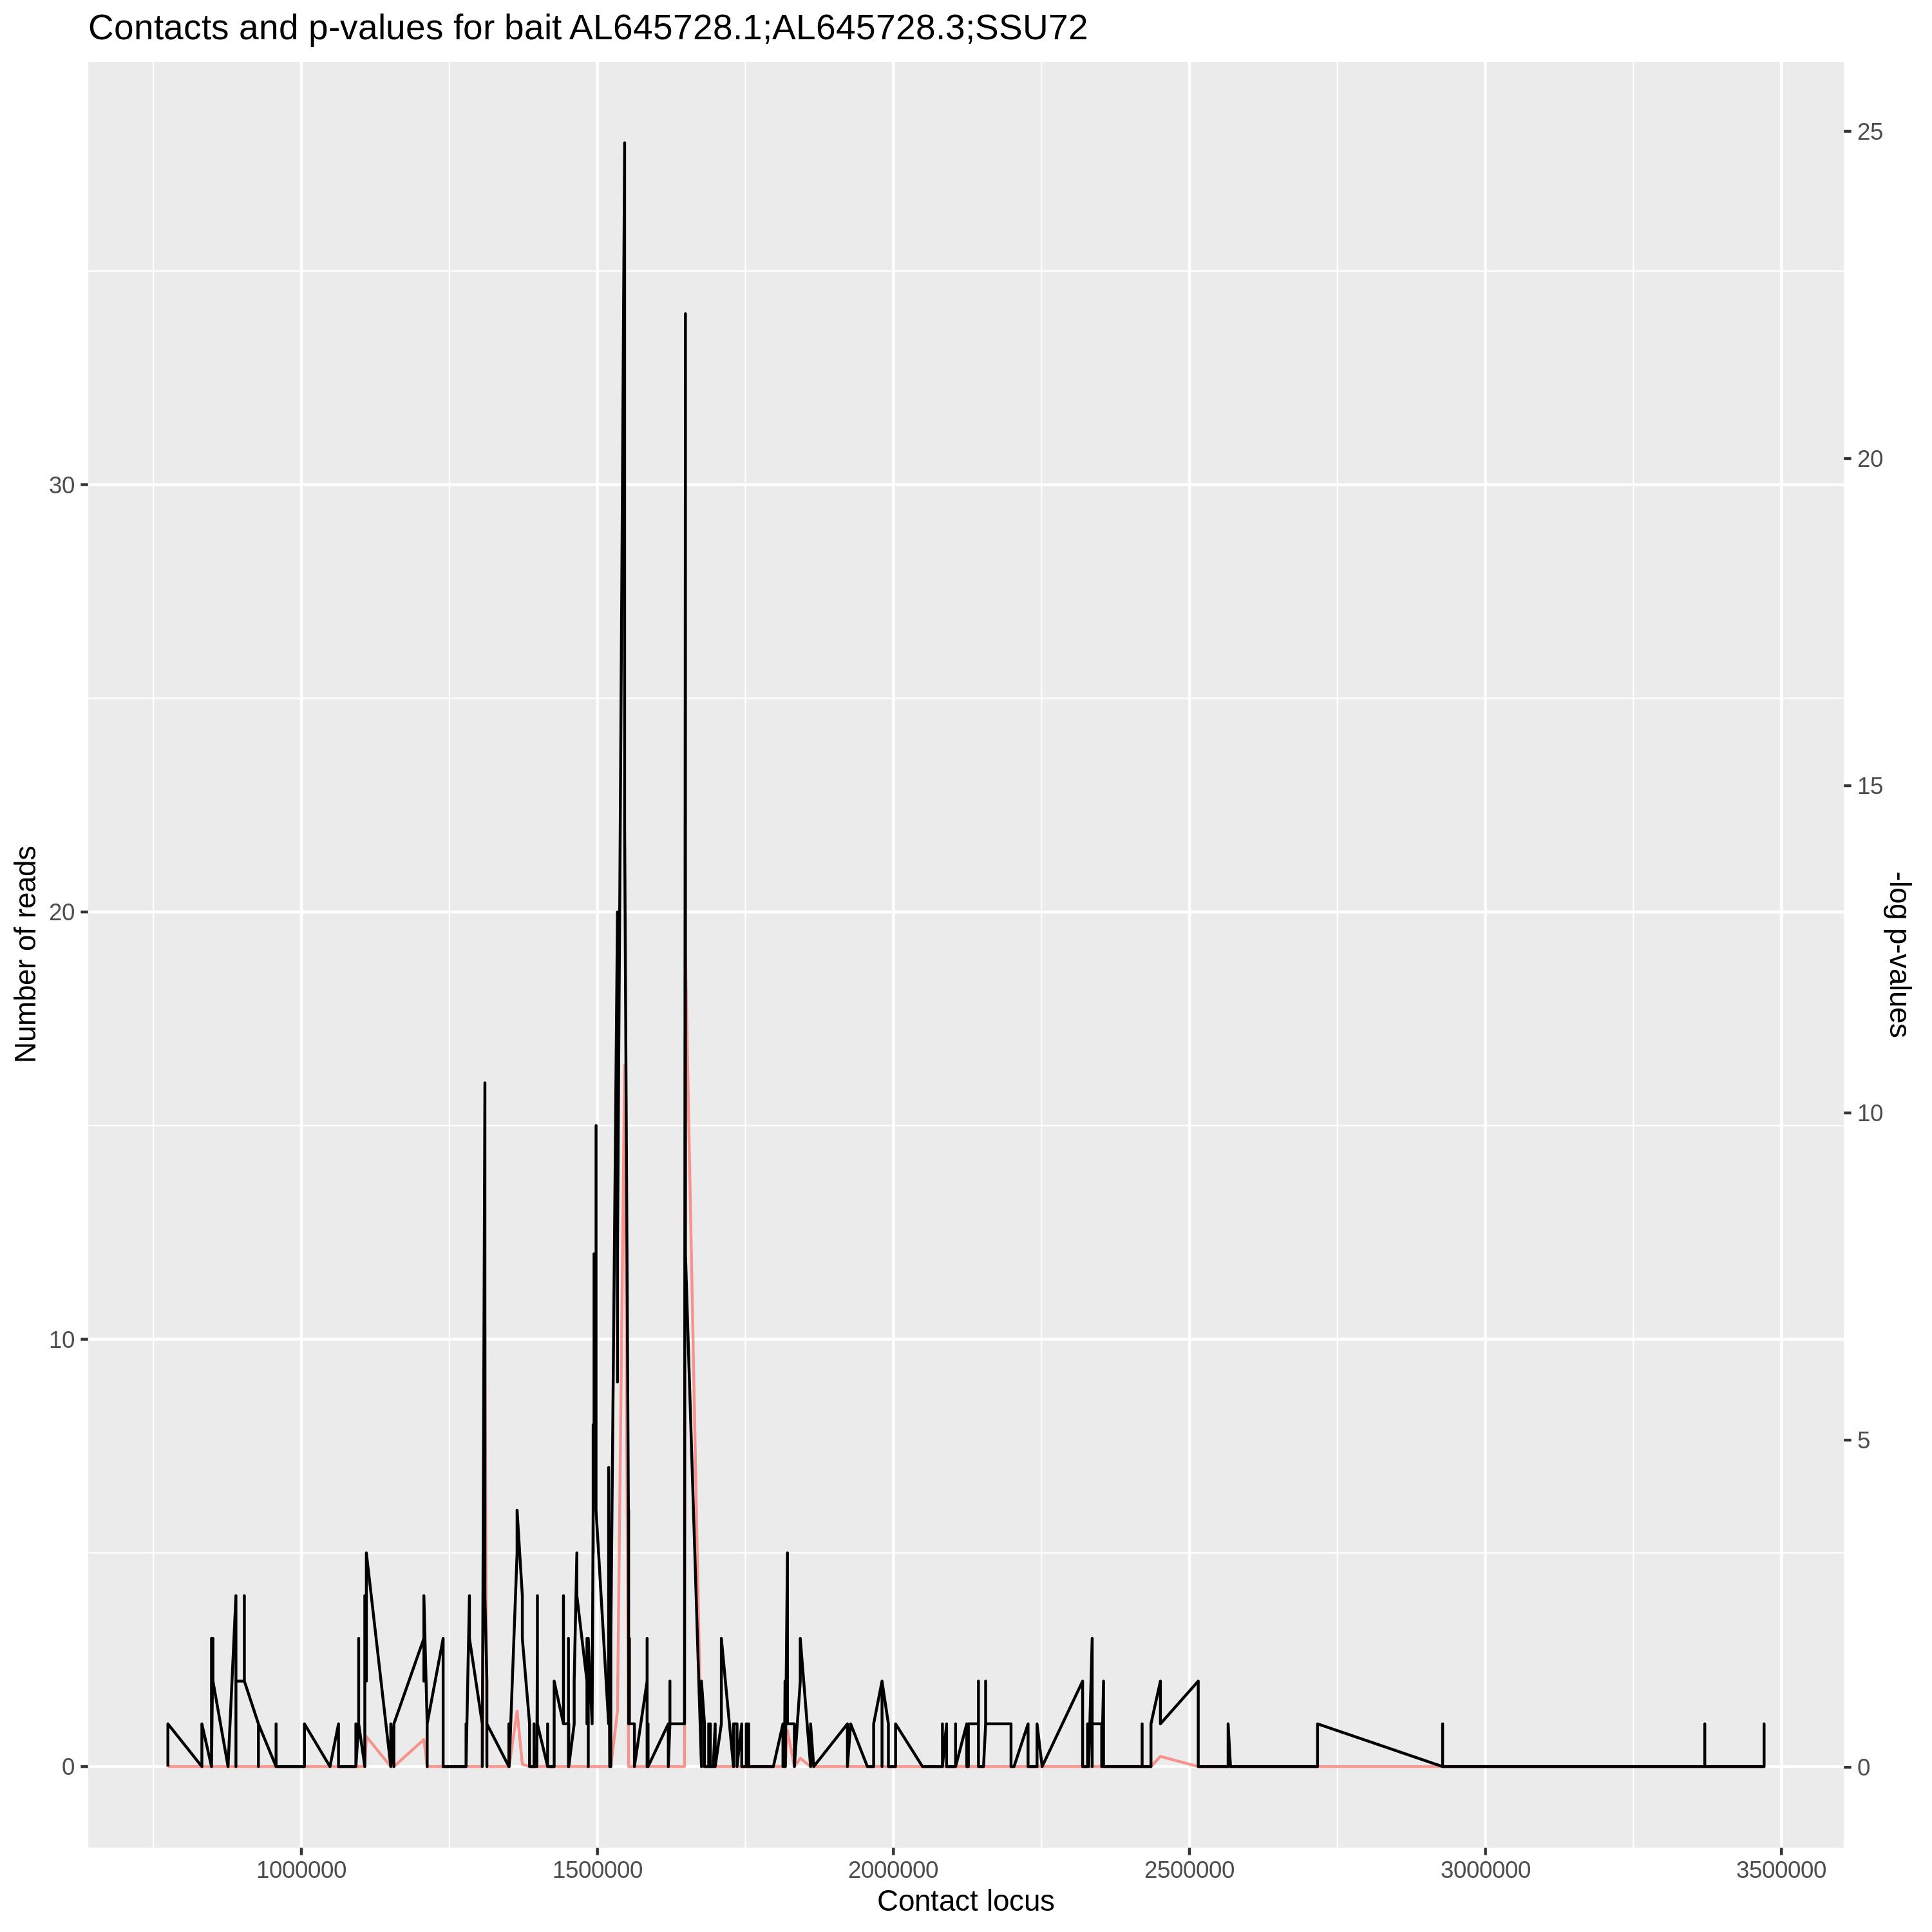 Contacts and p-values for bait AL645728.1;AL645728.3;SSU72
Number of reads
30
20
10
0
25
20
15
10
5
0
-log p-values
1000000 1500000 2000000 2500000 3000000 3500000
Contact locus